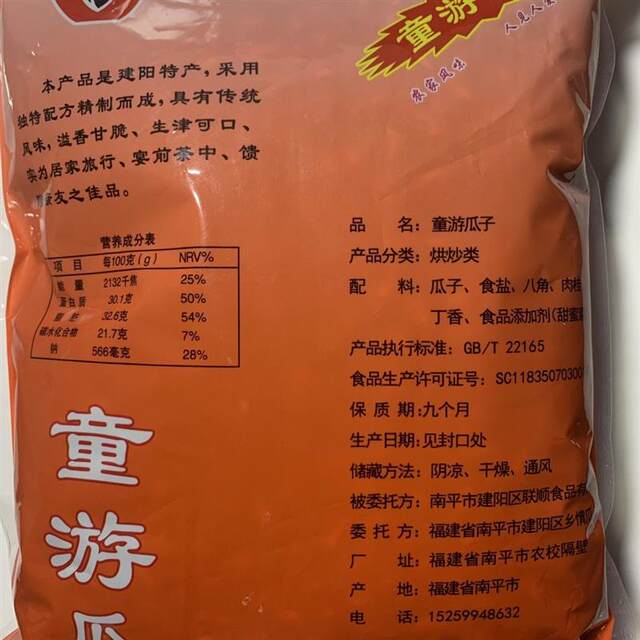 童游
人见人爱
农家风味
本产品是建阳特产，采用
独特配方精制而成，具有传统
风味，溢香甘脆、生津可口、
实为居家旅行、宴前茶中、馈
赠亲友之佳品。
营养成分表
项 目 每100克(g) NRV%
能 量 2132千焦 25%
蛋白质 30.1克 50%
脂 肪 32.6克 54%
碳水化合物 21.7克 7%
钠 566毫克 28%
品 名：童游瓜子
产品分类：烘炒类
配 料：瓜子、食盐、八角、肉桂
丁香、食品添加剂(甜蜜素
产品执行标准：GB/T 22165
食品生产许可证号：SC1183507030
保 质 期:九个月
生产日期:见封口处
储藏方法：阴凉、干燥、通风
被委托方：南平市建阳区联顺食品有
委 托 方：福建省南平市建阳区乡情
厂 址：福建省南平市农校隔壁
产 地：福建省南平市
电 话：15259948632
童游瓜